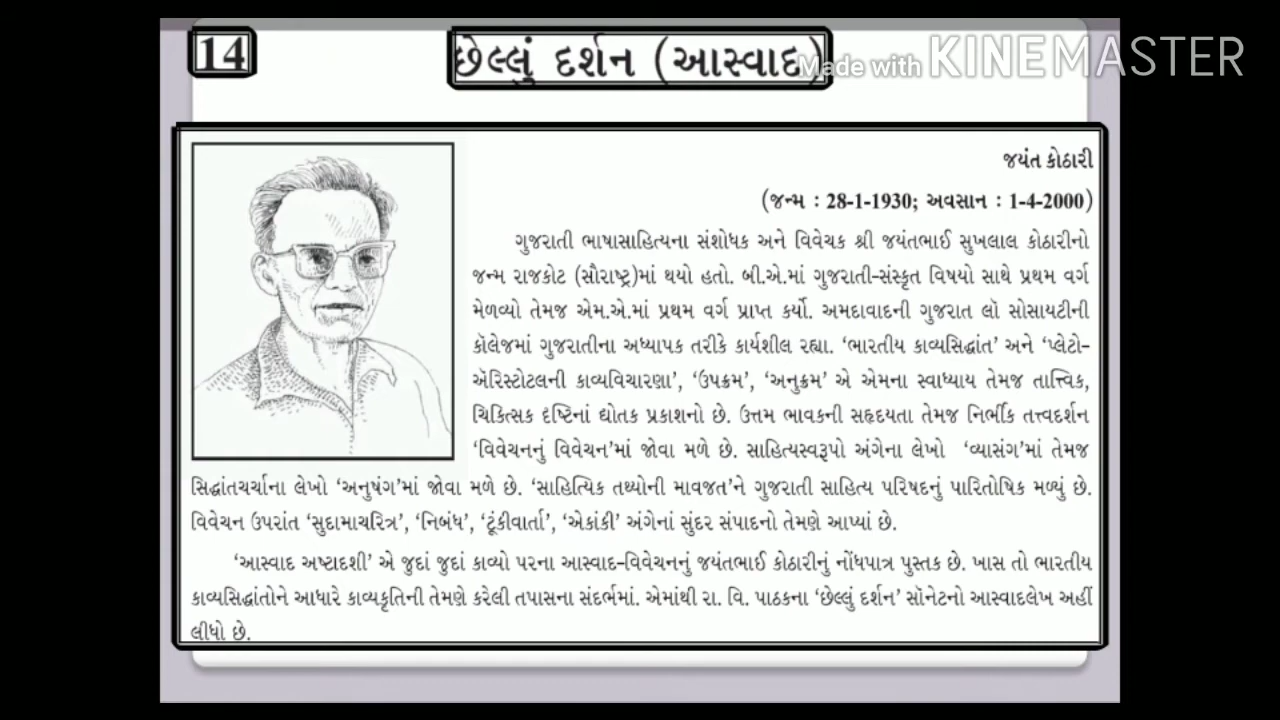 14
છેલ્લું દર્શન (આસ્વાદ)
Made with KINEMASTER
જયંત કોઠારી
(જન્મ : 28-1-1930; અવસાન : 1-4-2000)
ગુજરાતી ભાષાસાહિત્યના સંશોધક અને વિવેચક શ્રી જયંતભાઈ સુખલાલ કોઠારીનો
જન્મ રાજકોટ (સૌરાષ્ટ્ર)માં થયો હતો. બી.એ.માં ગુજરાતી-સંસ્કૃત વિષયો સાથે પ્રથમ વર્ગ
મેળવ્યો તેમજ એમ.એ.માં પ્રથમ વર્ગ પ્રાપ્ત કર્યો. અમદાવાદની ગુજરાત લૉ સોસાયટીની
કૉલેજમાં ગુજરાતીના અધ્યાપક તરીકે કાર્યશીલ રહ્યા. ‘ભારતીય કાવ્યસિદ્ધાંત’ અને ‘પ્લેટો-
ઍરિસ્ટોટલની કાવ્યવિચારણા’, ‘ઉપક્રમ’, ‘અનુક્રમ’ એ એમના સ્વાધ્યાય તેમજ તાત્ત્વિક,
ચિકિત્સક દૃષ્ટિનાં દ્યોતક પ્રકાશનો છે. ઉત્તમ ભાવકની સહૃદયતા તેમજ નિર્ભીક તત્ત્વદર્શન
‘વિવેચનનું વિવેચન’માં જોવા મળે છે. સાહિત્યસ્વરૂપો અંગેના લેખો ‘વ્યાસંગ’માં તેમજ
સિદ્ધાંતચર્ચાના લેખો ‘અનુષંગ’માં જોવા મળે છે. ‘સાહિત્યિક તથ્યોની માવજત’ને ગુજરાતી સાહિત્ય પરિષદનું પારિતોષિક મળ્યું છે.
વિવેચન ઉપરાંત ‘સુદામાચરિત્ર’, ‘નિબંધ’, ‘ટૂંકીવાર્તા’, ‘એકાંકી’ અંગેનાં સુંદર સંપાદનો તેમણે આપ્યાં છે.
‘આસ્વાદ અષ્ટાદશી’ એ જુદાં જુદાં કાવ્યો પરના આસ્વાદ-વિવેચનનું જયંતભાઈ કોઠારીનું નોંધપાત્ર પુસ્તક છે. ખાસ તો ભારતીય
કાવ્યસિદ્ધાંતોને આધારે કાવ્યકૃતિની તેમણે કરેલી તપાસના સંદર્ભમાં. એમાંથી રા. વિ. પાઠકના ‘છેલ્લું દર્શન’ સૉનેટનો આસ્વાદલેખ અહીં
લીધો છે.